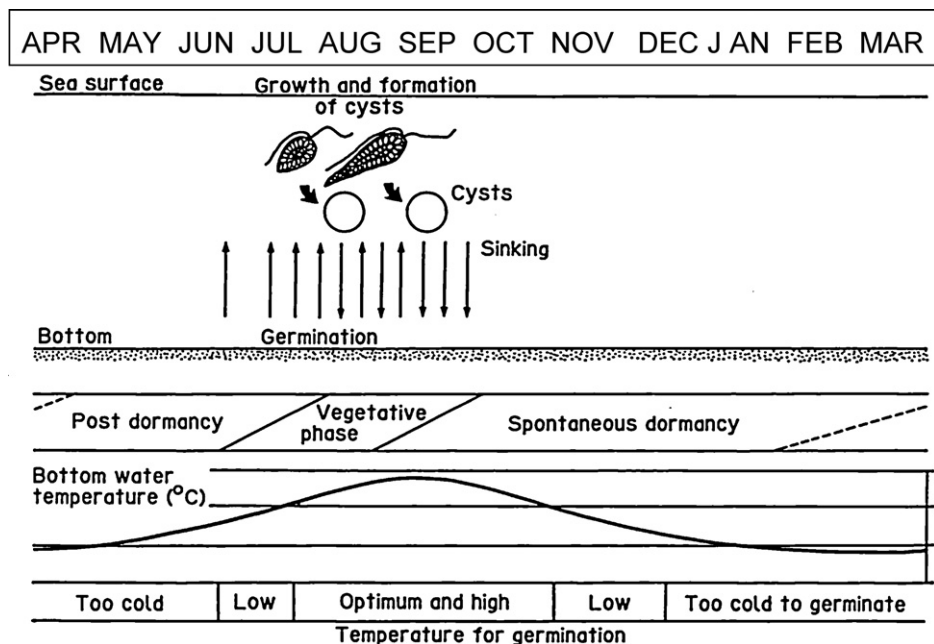 APR MAY JUN JUL AUG SEP OCT NOV DEC J AN FEB MAR
Sea surface
Growth and formation
of cysts
Cysts
Sinking
Bottom
Germination
Post dormancy
Vegetative
phase
Spontaneous dormancy
Bottom water
temperature (°C)
Too cold
Low
Optimum and high
Low
Too cold to germinate
Temperature for germination